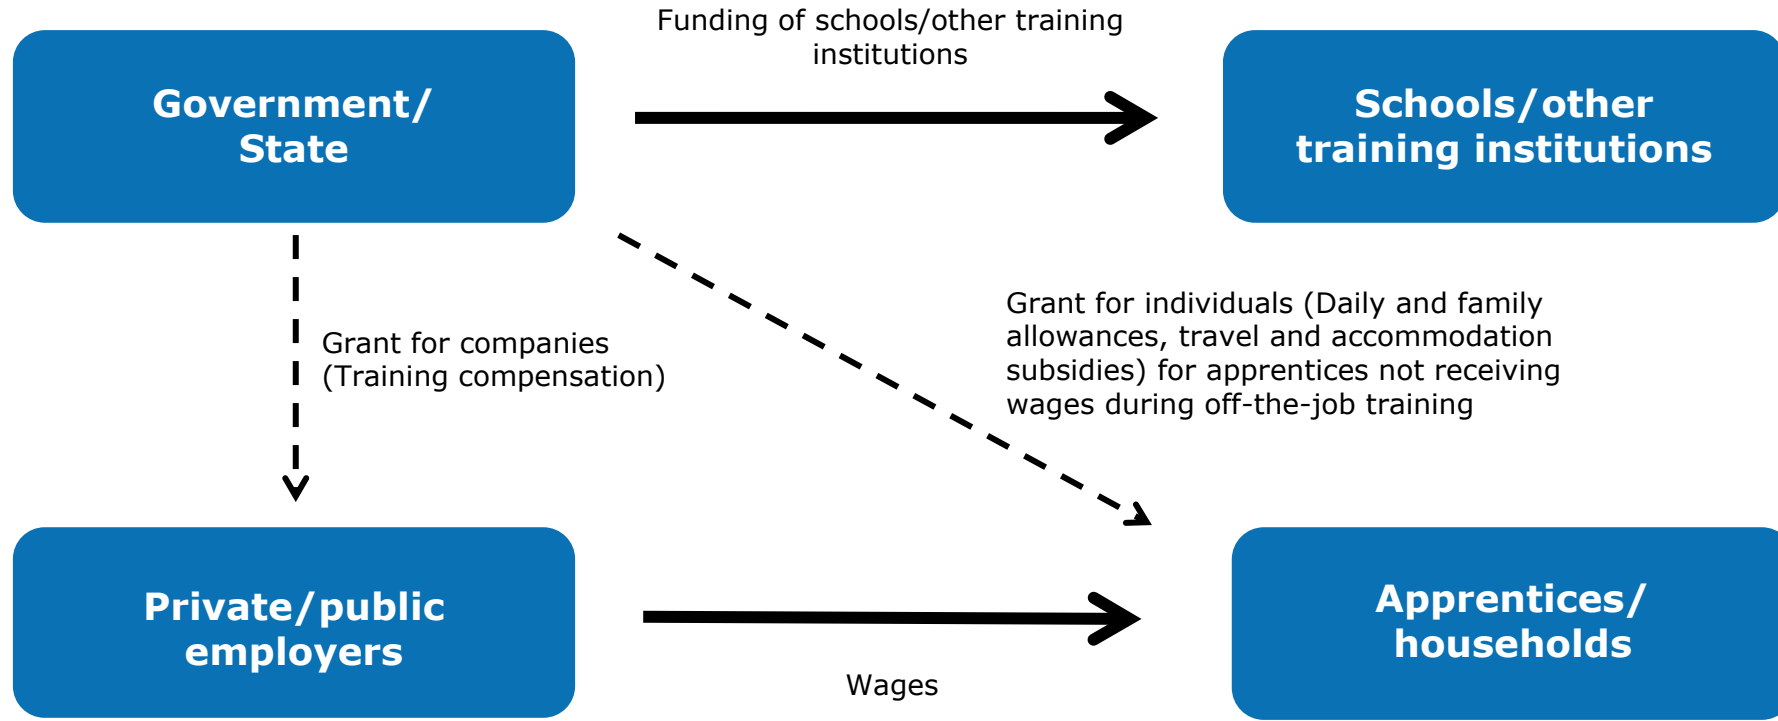 Funding of schools/other training
institutions
Government/
State
Schools/other
training institutions
Grant for companies
(Training compensation)
Grant for individuals (Daily and family
allowances, travel and accommodation
subsidies) for apprentices not receiving
wages during off-the-job training
Private/public
employers
Wages
Apprentices/
households